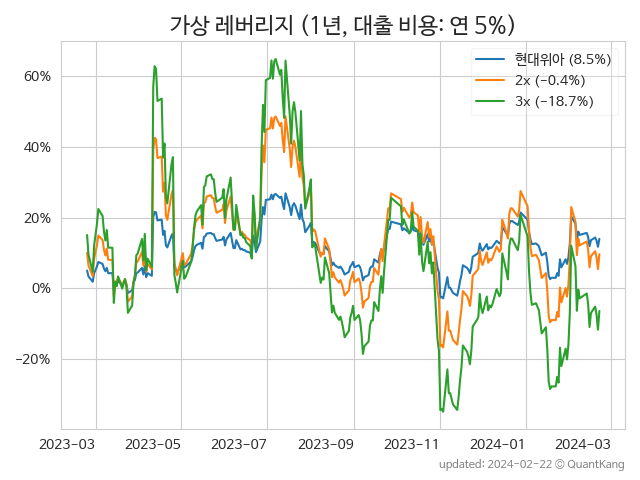 가상 레버리지 (1년, 대출 비용: 연 5%)
현대위아 (8.5%)
2x (−0.4%)
3x (−18.7%)
60%
40%
20%
0%
−20%
2023-03 2023-05 2023-07 2023-09 2023-11 2024-01 2024-03
updated: 2024-02-22 © QuantKang